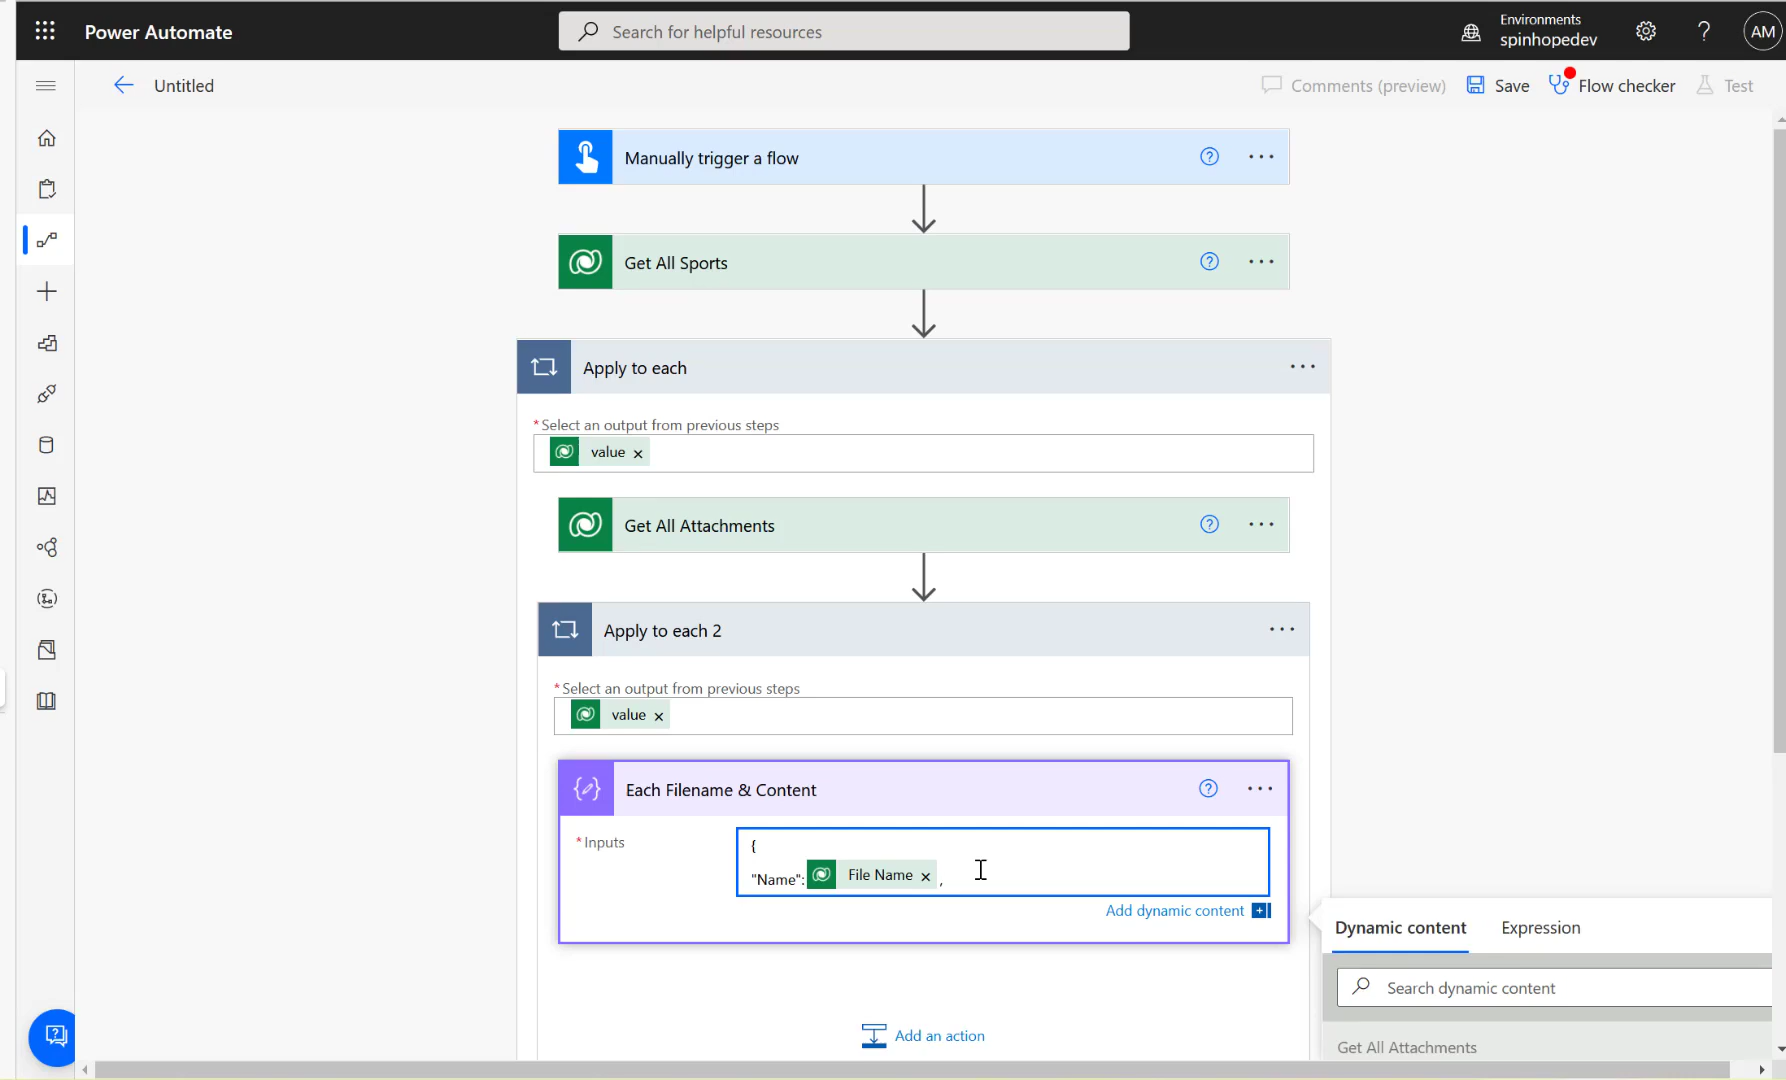 Power Automate
Search for helpful resources
Environments
spinhopedev
AM
Untitled
Comments (preview)
Save
Flow checker
Test
Manually trigger a flow
Get All Sports
Apply to each
*Select an output from previous steps
value
Get All Attachments
Apply to each 2
*Select an output from previous steps
value
Each Filename & Content
*Inputs
{
"Name": File Name ,
Add dynamic content
Dynamic content
Expression
Search dynamic content
Get All Attachments
Add an action